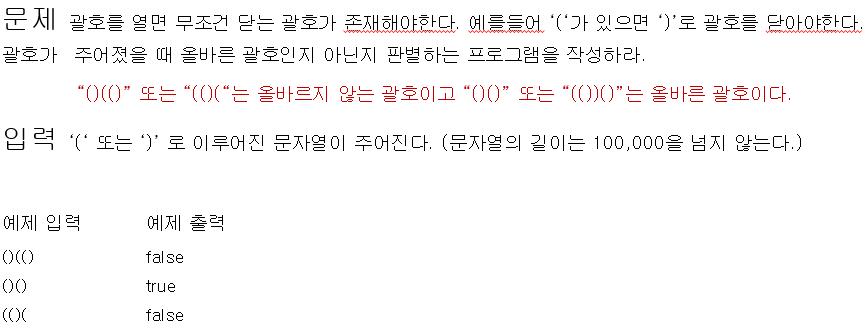 문제 괄호를 열면 무조건 닫는 괄호가 존재해야한다. 예를들어 ‘(‘가 있으면 ‘)’로 괄호를 닫아야한다.
괄호가 주어졌을 때 올바른 괄호인지 아닌지 판별하는 프로그램을 작성하라.
“()(()” 또는 “(()(“는 올바르지 않는 괄호이고 “()()” 또는 “(())()”는 올바른 괄호이다.
입력 ‘(‘ 또는 ‘)’ 로 이루어진 문자열이 주어진다. (문자열의 길이는 100,000을 넘지 않는다.)
예제 입력 예제 출력
()(() false
()() true
(()( false